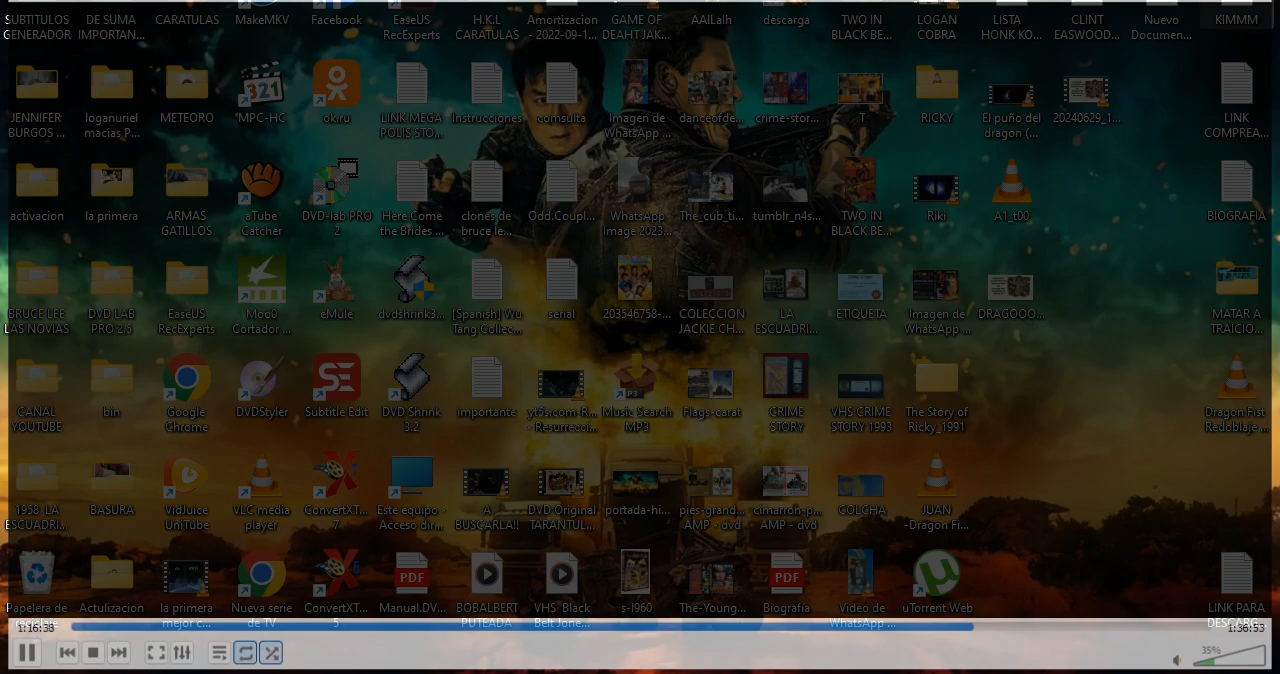 SUBTITULOS GENERADOR
DE SUMA IMPORTAN...
CARATULAS
MakeMKV
Facebook
EaseUS RecExperts
H.K.L CARATULAS
Amortizacion - 2022-09-1...
GAME OF DEAHT JAK...
AAILalh
descarga
TWO IN BLACK BE...
LOGAN COBRA
LISTA HONK KO...
CLINT EASWOOD...
Nuevo Documen...
KIMMM
JENNIFER BURGOS ...
loganuriel macias P...
METEORO
321
MPC-HC
ok.ru
LINK MEGA POLIS STO...
Instrucciones
comsulta
Imagen de WhatsApp ...
danceofde...
crime-stor...
T
RICKY
El puño del dragon (...
20240629_1...
LINK COMPREA...
activacion
la primera
ARMAS GATILLOS
aTube Catcher
DVD-lab PRO 2
Here Come the Brides ...
clones de bruce le...
Odd.Coupl...
WhatsApp Image 2023...
The_cub_ti...
tumblr_n4s...
TWO IN BLACK BE...
Riki
A1_t00
BIOGRAFIA
BRUCE LEE LAS NOVIAS
DVD LAB PRO 2.5
EaseUS RecExperts
Moo0 Cortador ...
eMule
dvdshrink3...
[Spanish] Wu Tang Collec...
serial
203546758-...
COLECCION JACKIE CH...
LA ESCUADRI...
ETIQUETA
Imagen de WhatsApp ...
DRAGOOO...
MATAR A TRAICIO...
CANAL YOUTUBE
bin
Google Chrome
DVDStyler
SE
Subtitle Edit
DVD Shrink 3.2
importante
yt5s.com-R... - Resurrecoi...
P3
Music Search MP3
Flags-carat
CRIME STORY
VHS CRIME STORY 1993
The Story of Ricky_1991
Dragon Fist Redoblaje ...
1958_LA ESCUADRI...
BASURA
VidJuice UniTube
VLC media player
ConvertXT... 7
Este equipo - Acceso dir...
A BUSCARLA!!
DVD Original TARANTUL...
portada-hi...
pies-grand... AMP - dvd
cimarron-p... AMP - dvd
COLCHA
JUAN -Dragon Fi...
Papelera de reciclaje
Actulizacion
la primera mejor c...
Nueva serie de TV
ConvertXT... 5
PDF
Manual.DV...
BOBALBERT PUTEADA
VHS_Black Belt Jone...
s-l960
The-Young...
PDF
Biografia
Video de WhatsApp ...
uTorrent Web
LINK PARA DESCARG...
1:16:33
1:36:53
35%